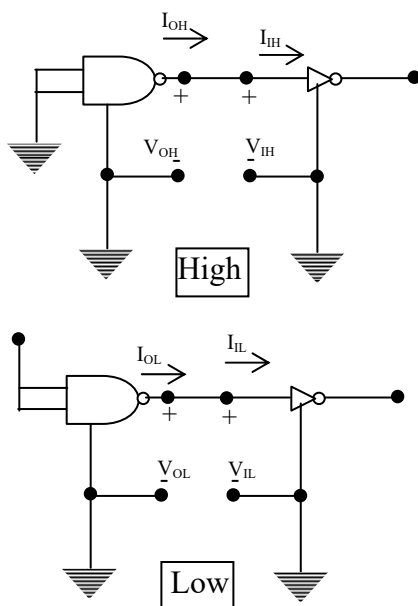 I_OH
I_IH
+ +
V_OH - - V_IH
High
I_OL
I_IL
+ +
V_OL - - V_IL
Low